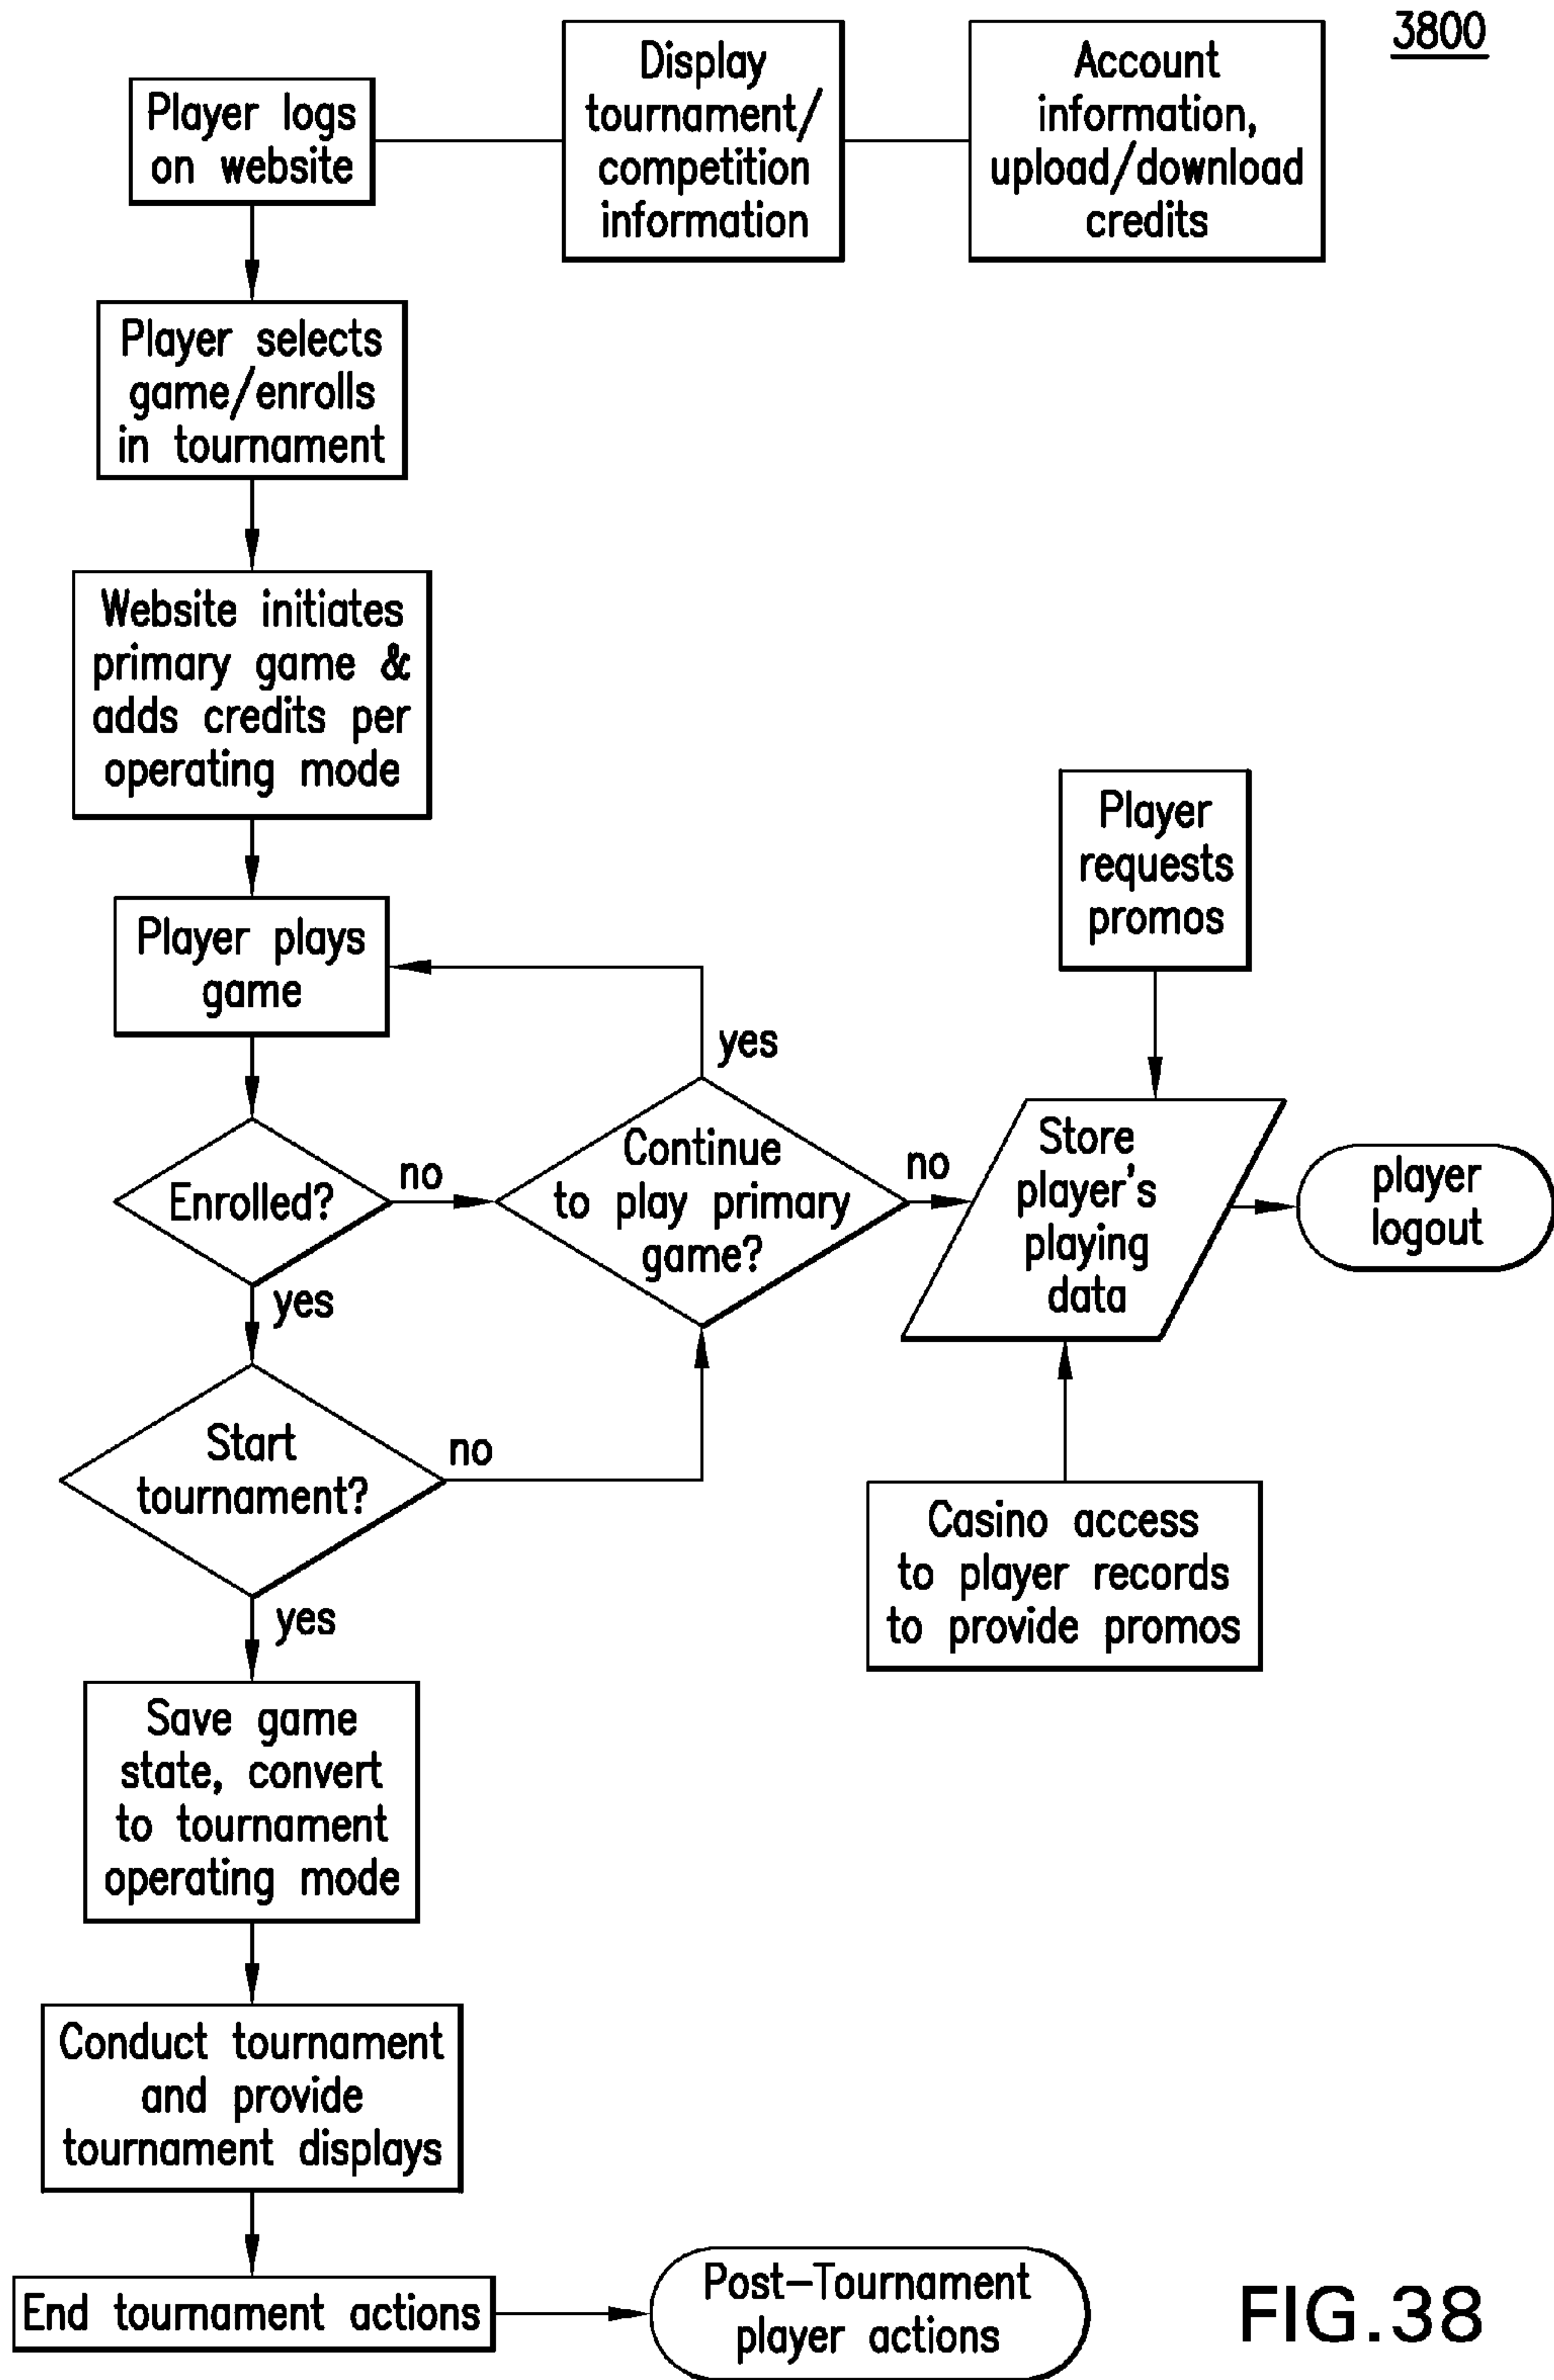 3800
Player logs
on website
Display
tournament/
competition
information
Account
information,
upload/download
credits
Player selects
game/enrolls
in tournament
Website initiates
primary game &
adds credits per
operating mode
Player plays
game
Player
requests
promos
yes
Enrolled?
no
Continue
to play primary
game?
no
Store
player's
playing
data
player
logout
yes
Start
tournament?
no
Casino access
to player records
to provide promos
yes
Save game
state, convert
to tournament
operating mode
Conduct tournament
and provide
tournament displays
End tournament actions
Post-Tournament
player actions
FIG.38